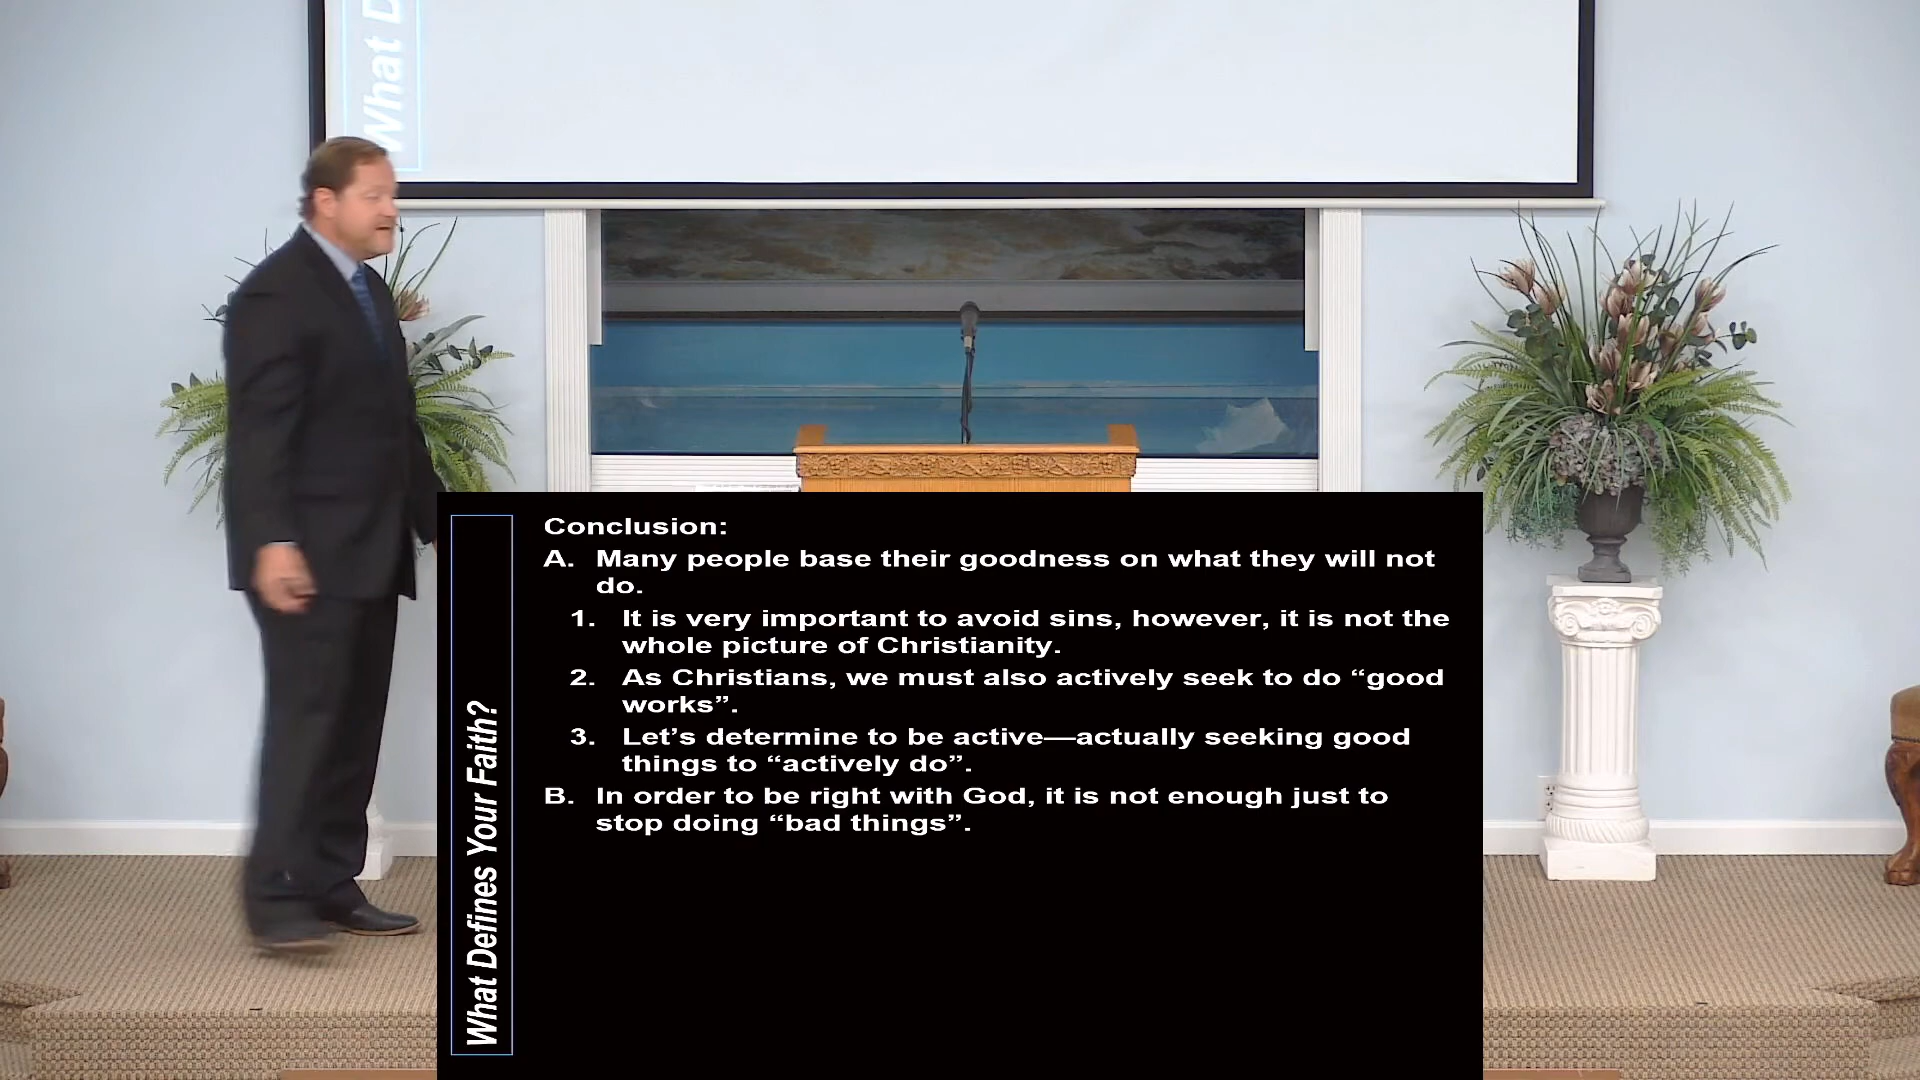 What D
Conclusion:
A. Many people base their goodness on what they will not
do.
1. It is very important to avoid sins, however, it is not the
whole picture of Christianity.
2. As Christians, we must also actively seek to do “good
works”.
3. Let’s determine to be active—actually seeking good
things to “actively do”.
B. In order to be right with God, it is not enough just to
stop doing “bad things”.
What Defines Your Faith?